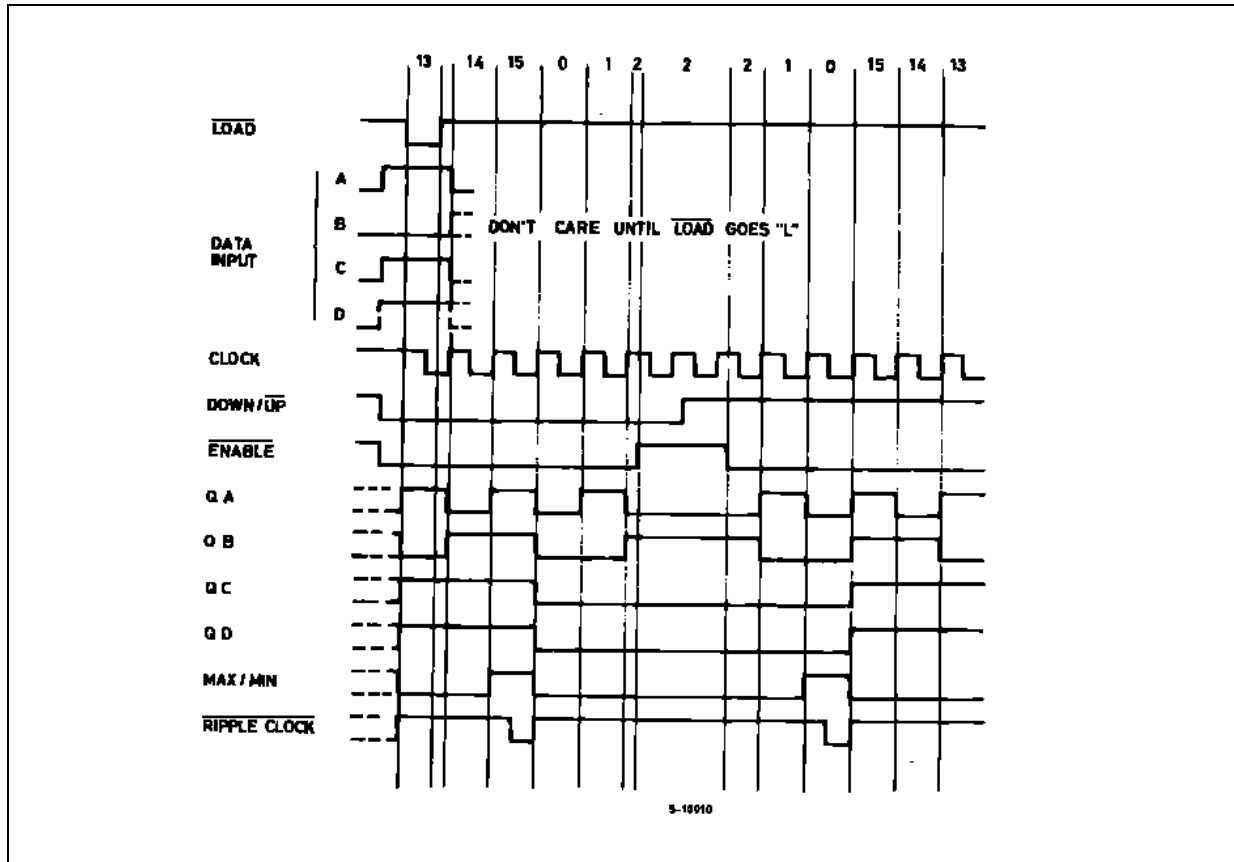 13 14 15 0 1 2 2 2 1 0 15 14 13
LOAD
A
B
DATA INPUT
C
D
DON'T CARE UNTIL LOAD GOES "L"
CLOCK
DOWN/UP
ENABLE
Q A
Q B
Q C
Q D
MAX/MIN
RIPPLE CLOCK
S-10010